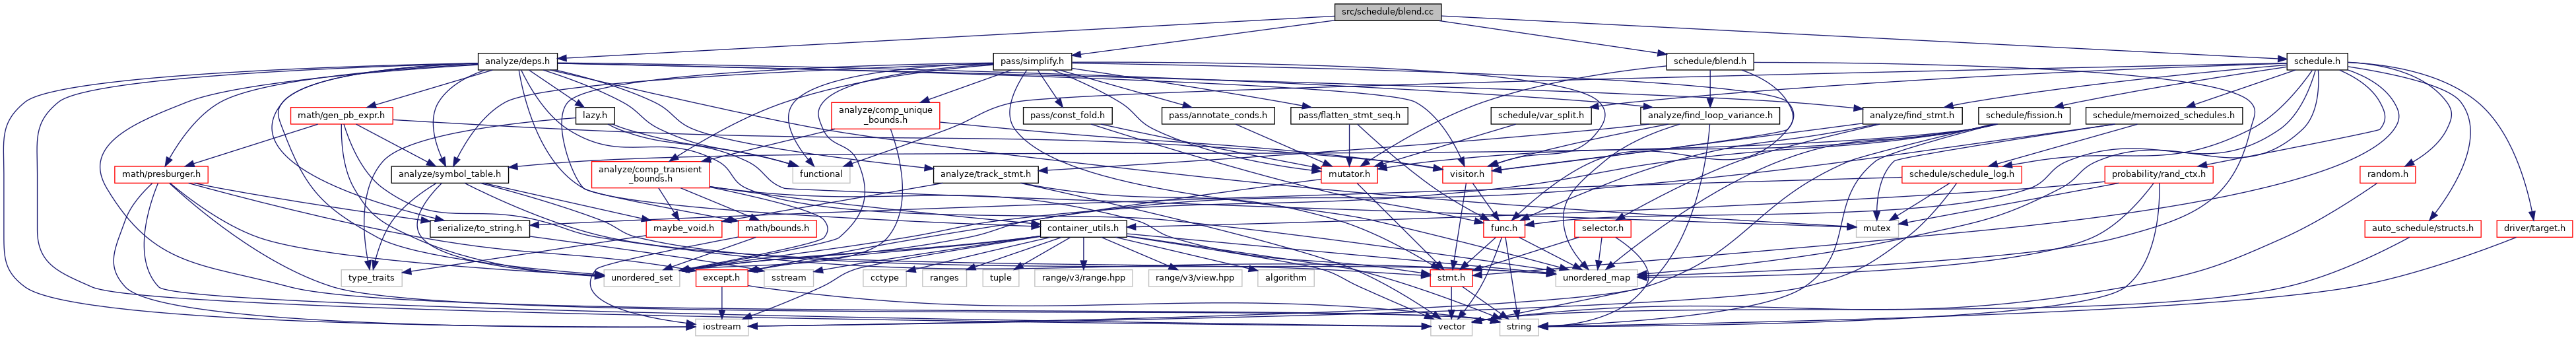 src/schedule/blend.cc
analyze/deps.h
pass/simplify.h
schedule/blend.h
schedule.h
math/gen_pb_expr.h
lazy.h
analyze/comp_unique
_bounds.h
pass/const_fold.h
pass/annotate_conds.h
pass/flatten_stmt_seq.h
schedule/var_split.h
analyze/find_loop_variance.h
analyze/find_stmt.h
schedule/fission.h
schedule/memoized_schedules.h
math/presburger.h
analyze/symbol_table.h
analyze/comp_transient
_bounds.h
functional
analyze/track_stmt.h
mutator.h
visitor.h
schedule/schedule_log.h
probability/rand_ctx.h
random.h
serialize/to_string.h
maybe_void.h
math/bounds.h
container_utils.h
func.h
selector.h
mutex
auto_schedule/structs.h
driver/target.h
type_traits
unordered_set
except.h
sstream
cctype
ranges
tuple
range/v3/range.hpp
range/v3/view.hpp
algorithm
stmt.h
unordered_map
iostream
vector
string